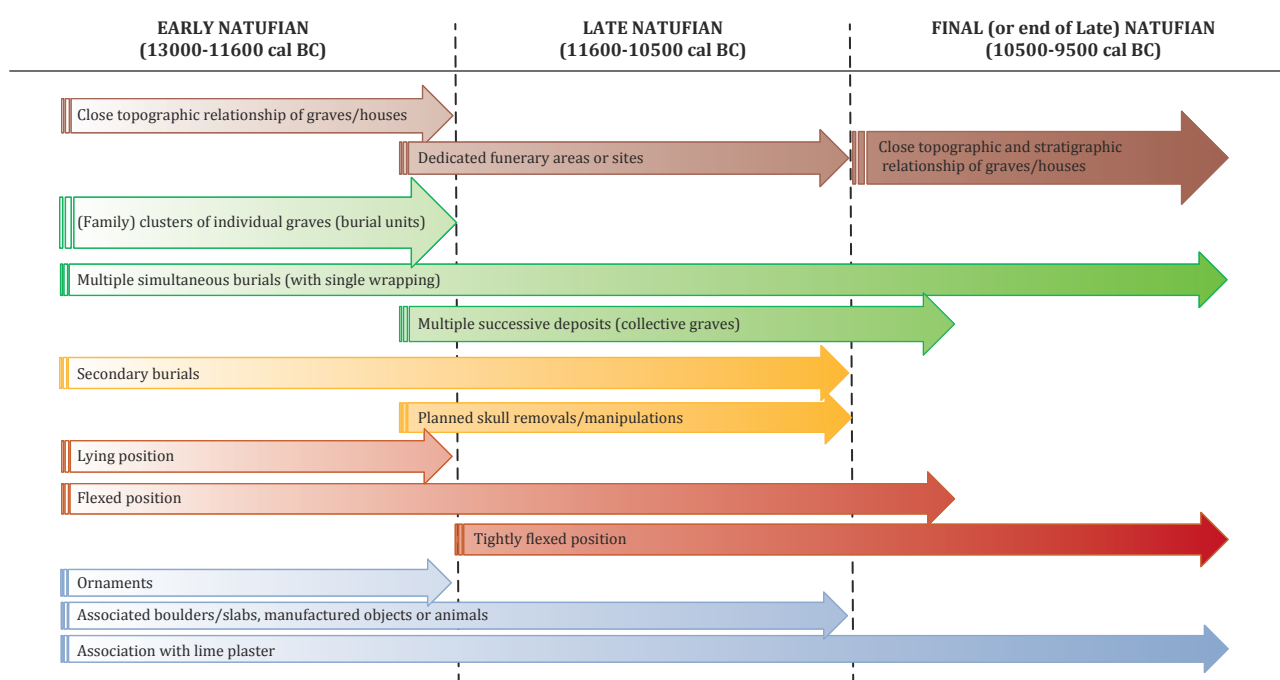 EARLY NATUFIAN
(13000-11600 cal BC)
LATE NATUFIAN
(11600-10500 cal BC)
FINAL (or end of Late) NATUFIAN
(10500-9500 cal BC)
Close topographic relationship of graves/houses
Dedicated funerary areas or sites
Close topographic and stratigraphic
relationship of graves/houses
(Family) clusters of individual graves (burial units)
Multiple simultaneous burials (with single wrapping)
Multiple successive deposits (collective graves)
Secondary burials
Planned skull removals/manipulations
Lying position
Flexed position
Tightly flexed position
Ornaments
Associated boulders/slabs, manufactured objects or animals
Association with lime plaster